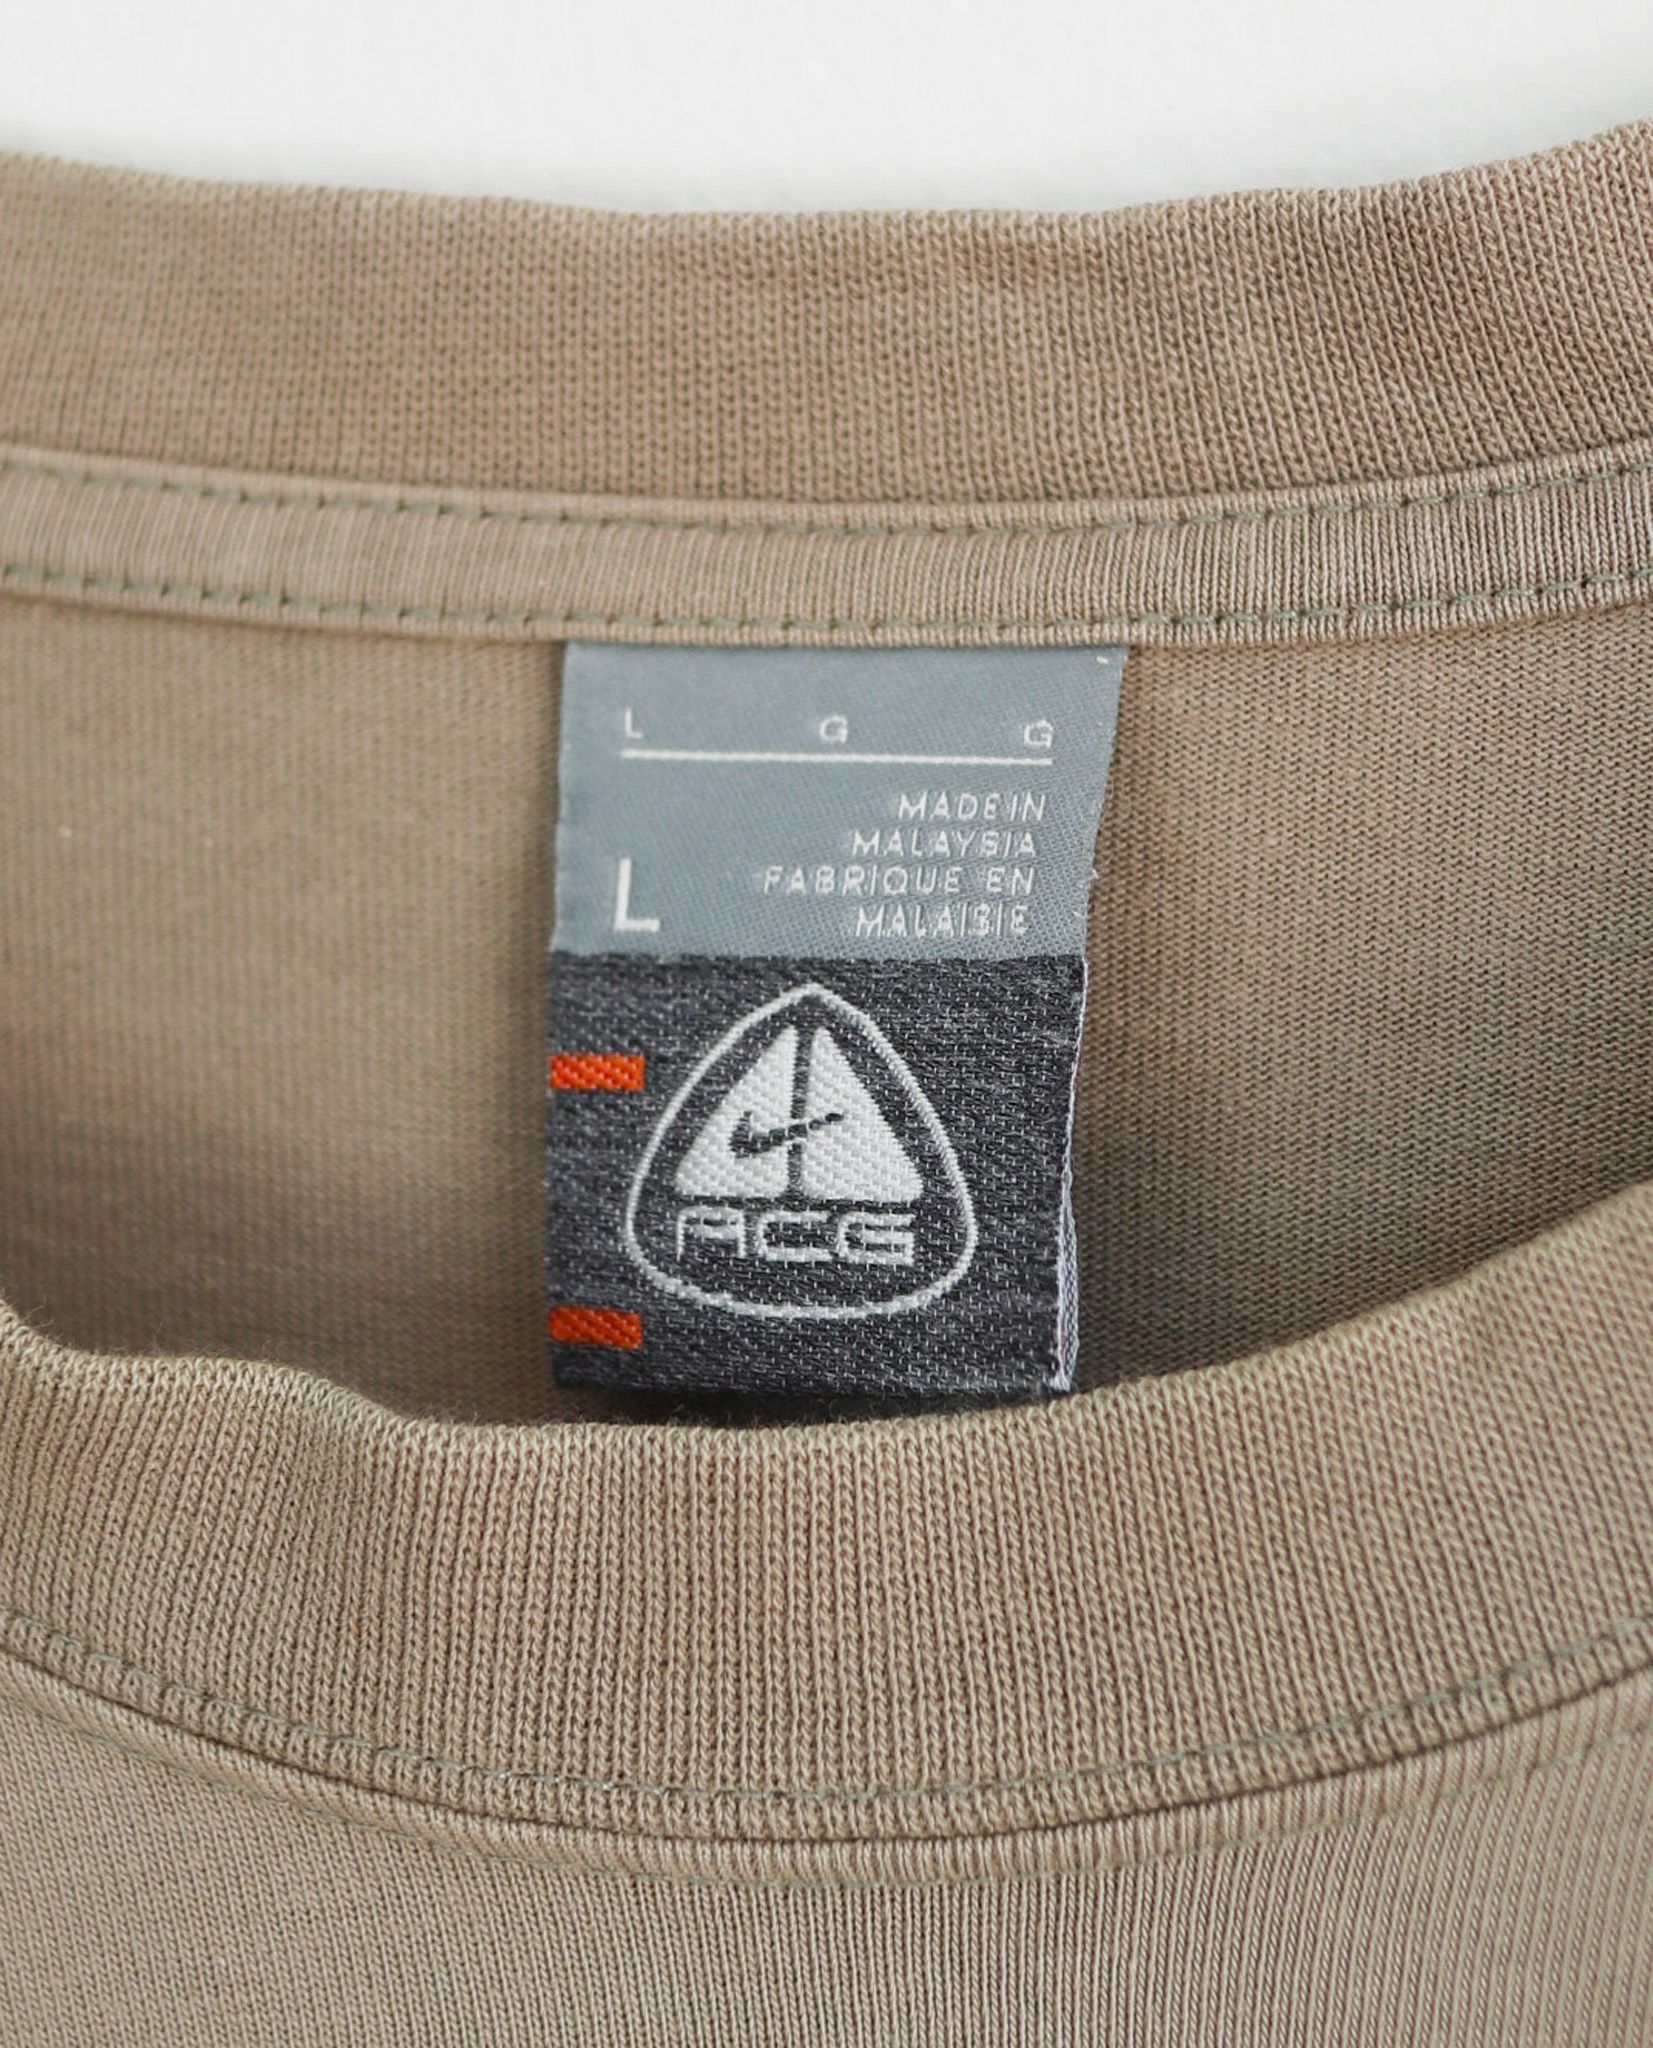 L G G
MADE IN
MALAYSIA
FABRIQUE EN
MALAISIE
L
ACG